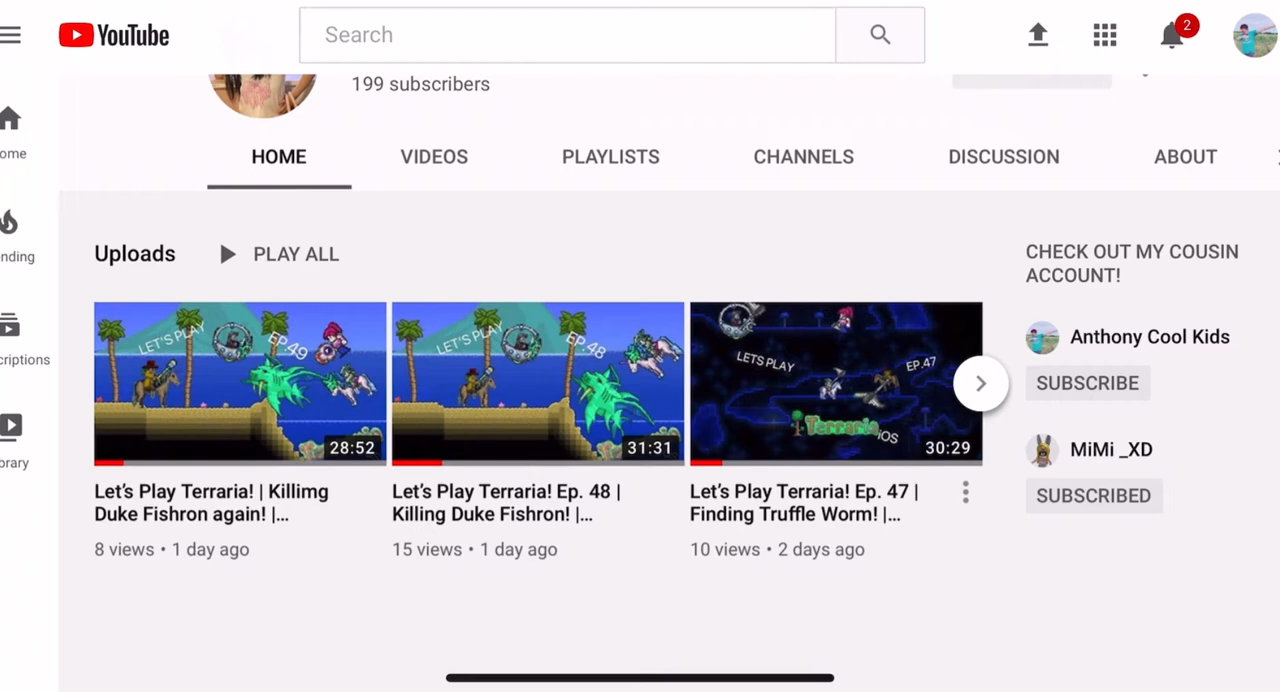 YouTube
Search
2
199 subscribers
ome
HOME
VIDEOS
PLAYLISTS
CHANNELS
DISCUSSION
ABOUT
nding
Uploads
PLAY ALL
CHECK OUT MY COUSIN
ACCOUNT!
criptions
LET'S PLAY
EP.49
28:52
LET'S PLAY
EP.48
31:31
LETS PLAY
EP.47
Terraria
iOS
30:29
Anthony Cool Kids
SUBSCRIBE
MiMi _XD
SUBSCRIBED
brary
Let’s Play Terraria! | Killimg
Duke Fishron again! |...
8 views • 1 day ago
Let’s Play Terraria! Ep. 48 |
Killing Duke Fishron! |...
15 views • 1 day ago
Let’s Play Terraria! Ep. 47 |
Finding Truffle Worm! |...
10 views • 2 days ago